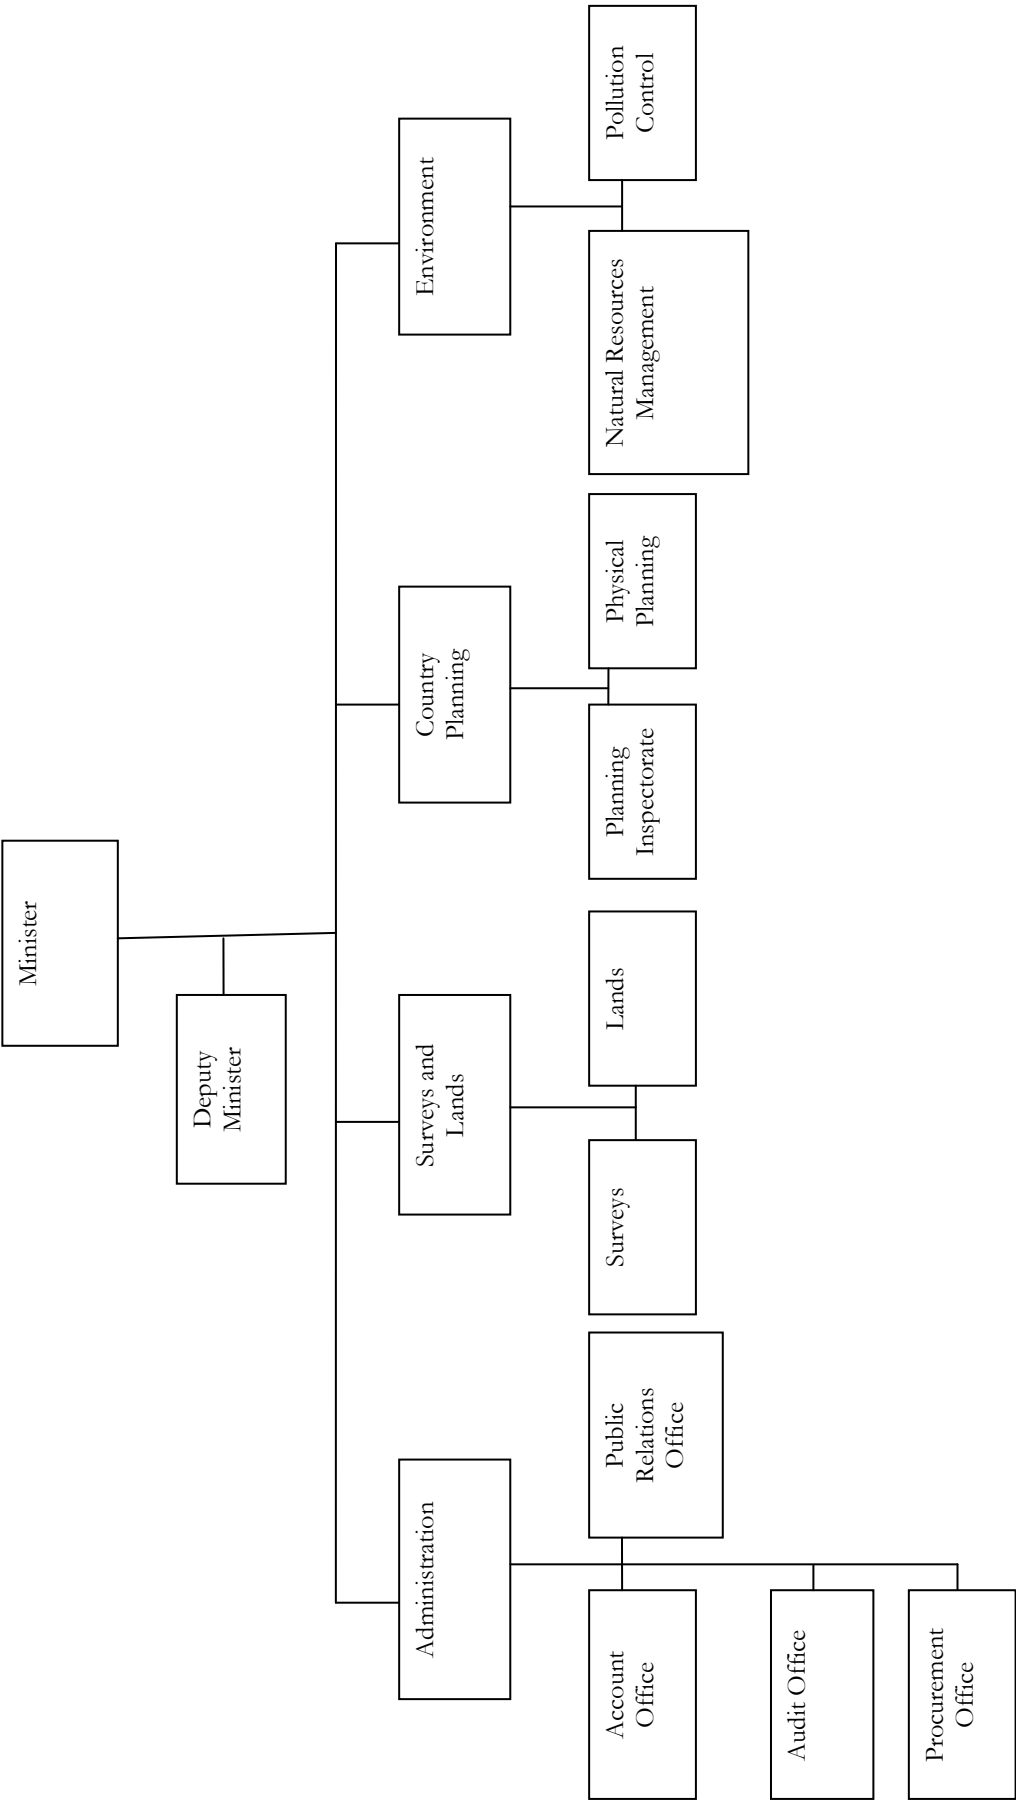 Minister
Deputy
Minister
Administration
Surveys and
Lands
Country
Planning
Environment
Account
Office
Public
Relations
Office
Surveys
Lands
Planning
Inspectorate
Physical
Planning
Natural Resources
Management
Pollution
Control
Audit Office
Procurement
Office